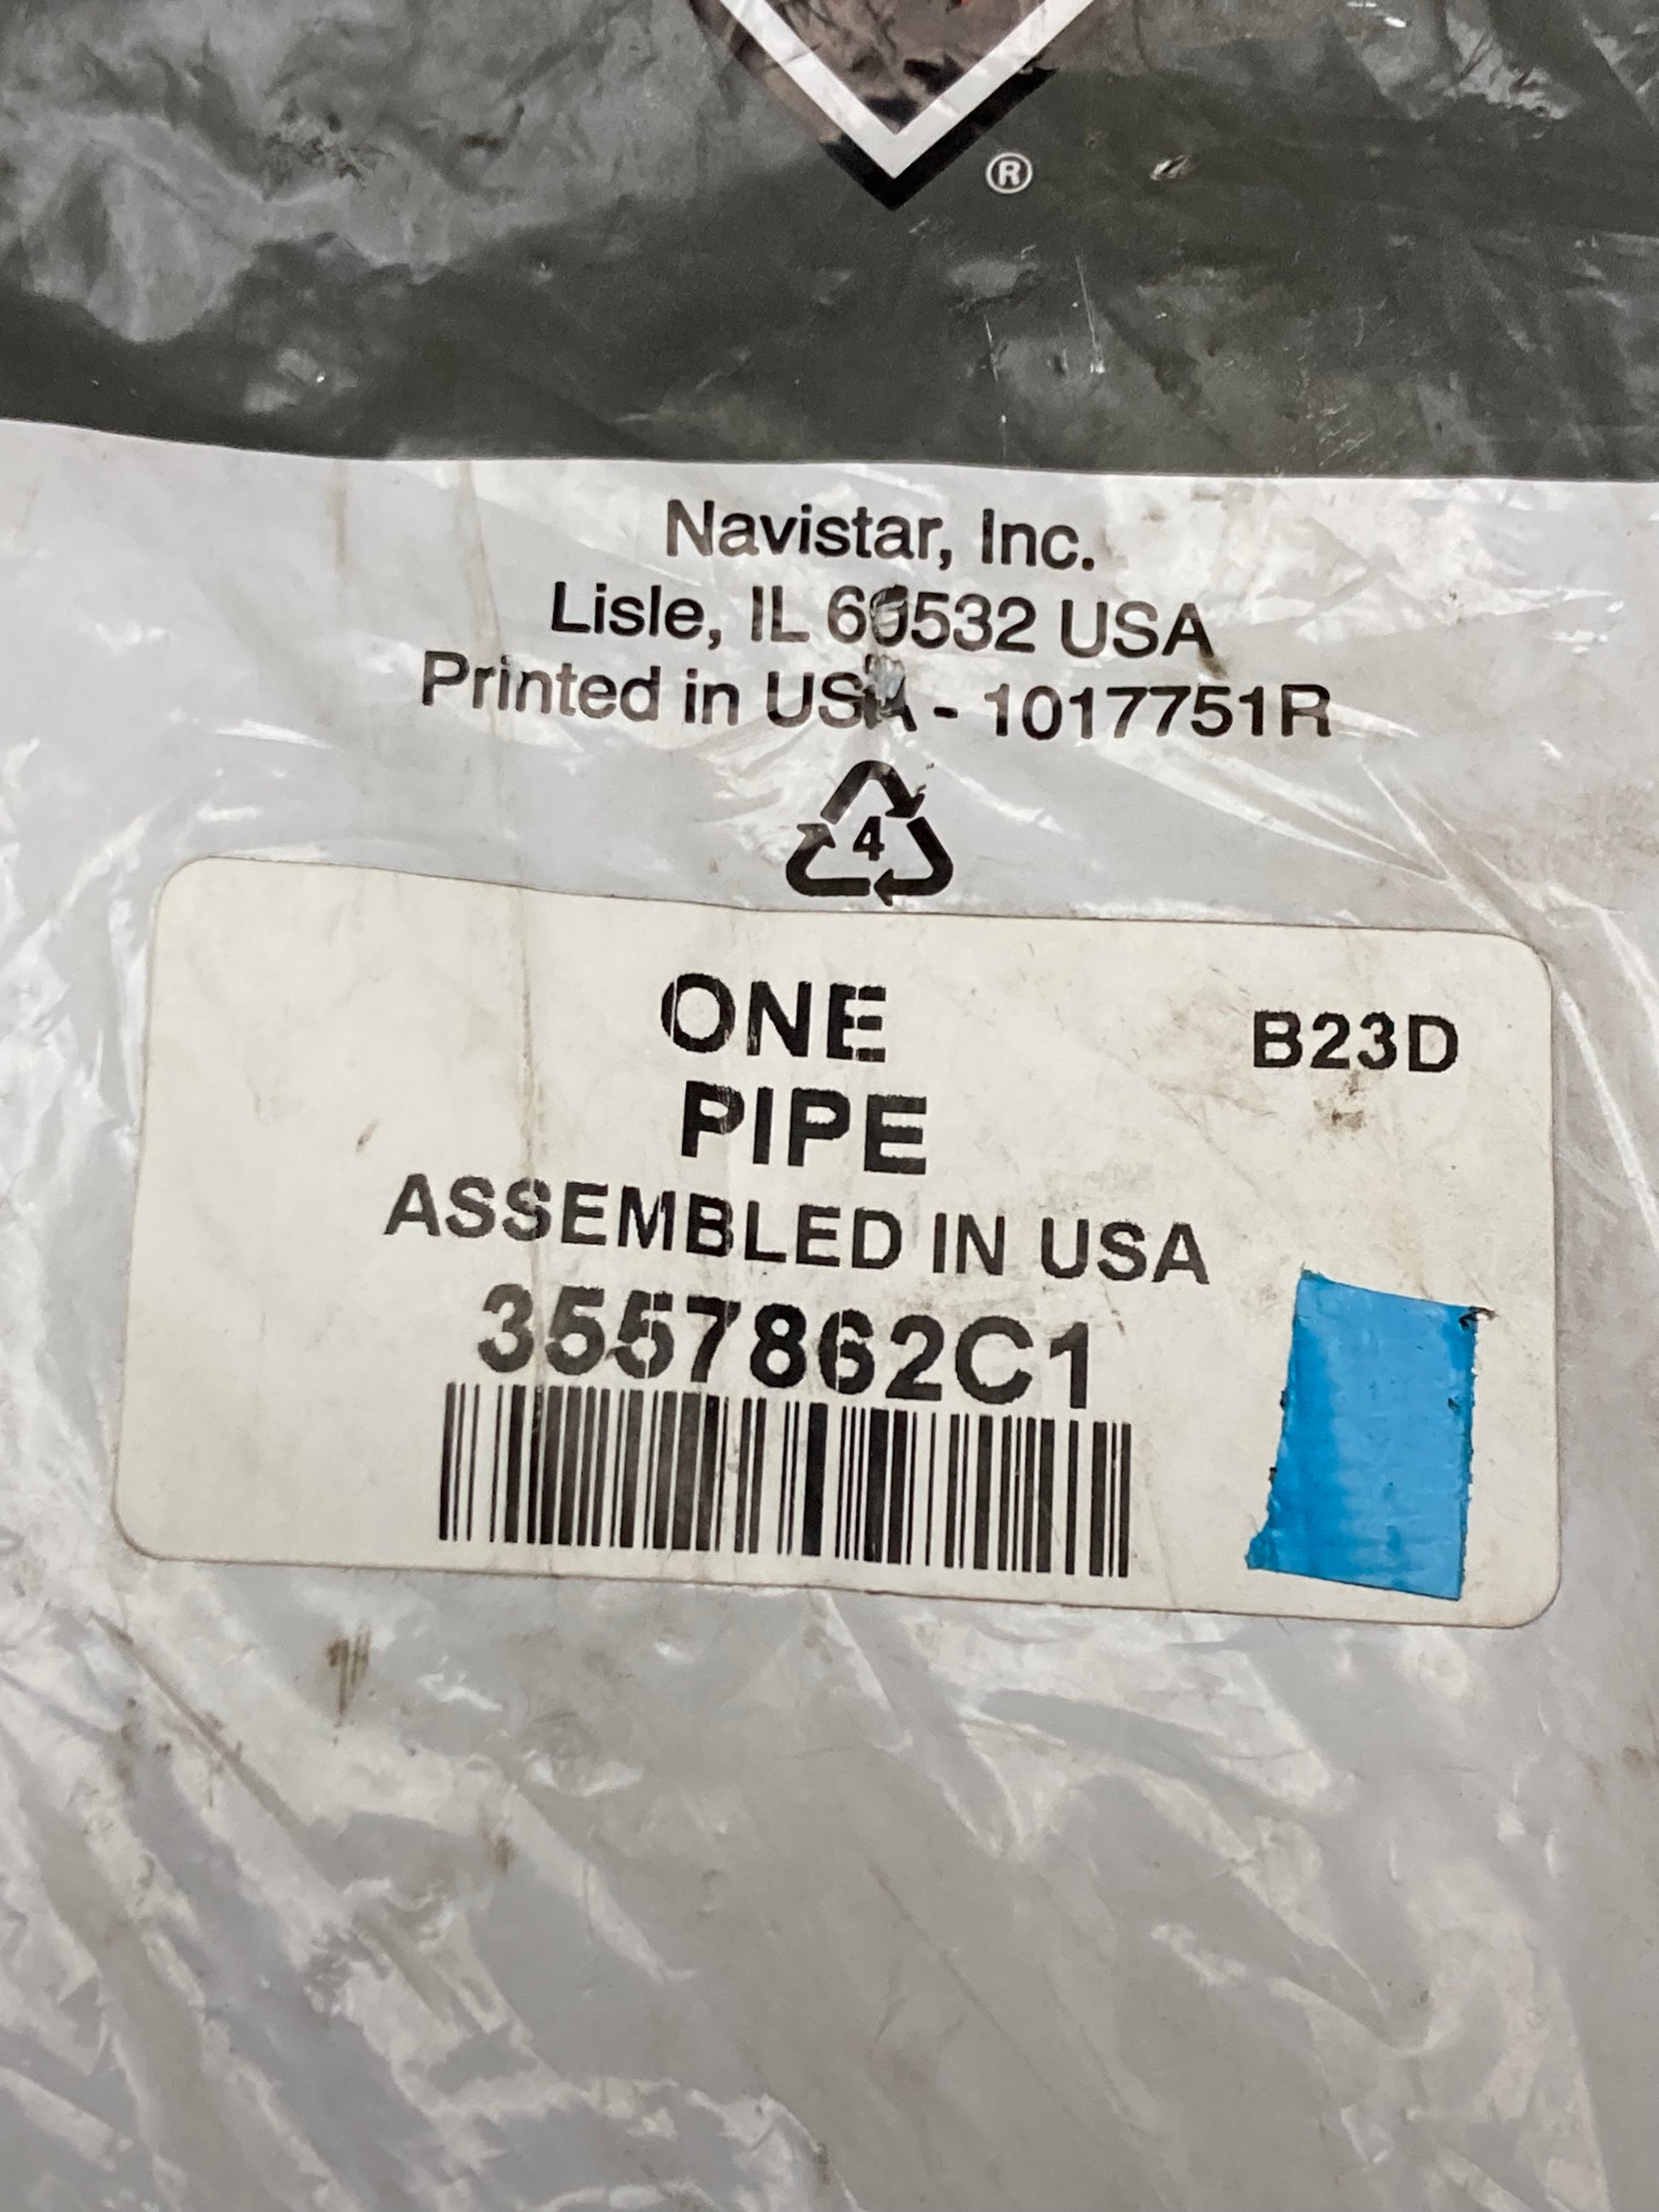 ®
Navistar, Inc.
Lisle, IL 60532 USA
Printed in USA - 1017751R
4
ONE
B23D
PIPE
ASSEMBLED IN USA
3557862C1